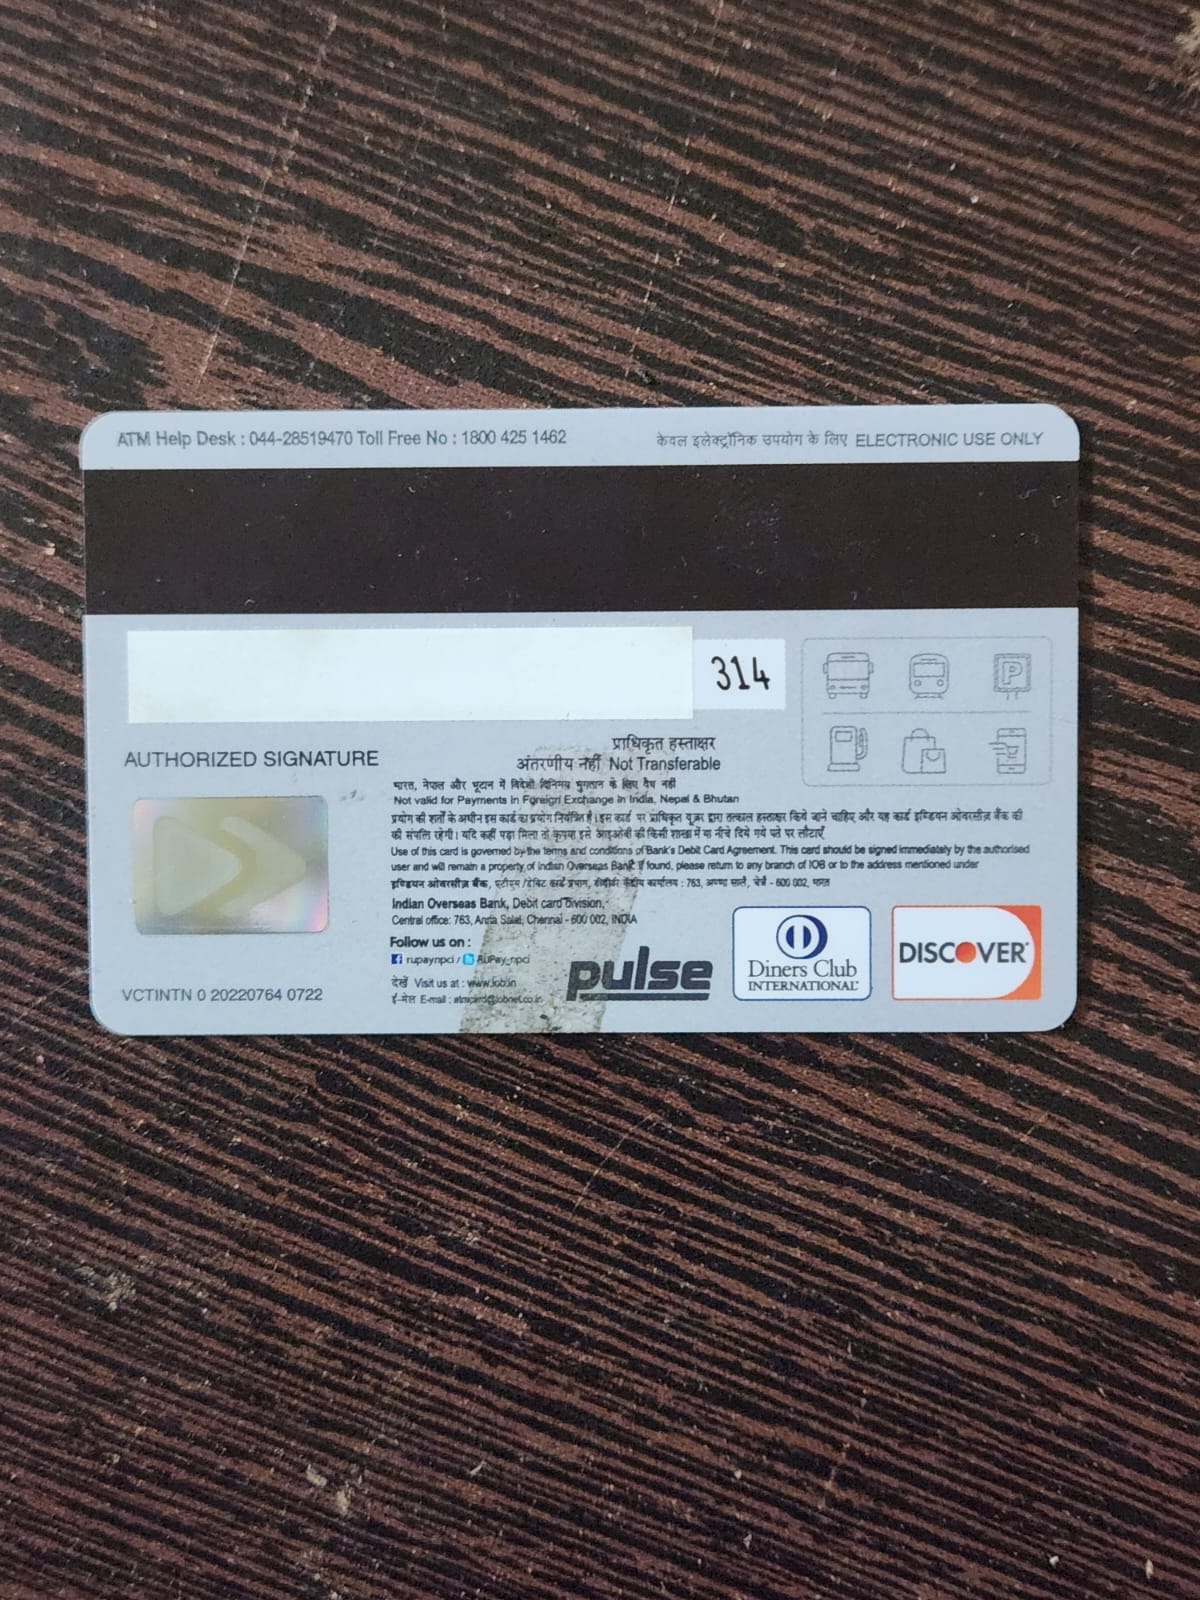 ATM Help Desk : 044-28519470 Toll Free No : 1800 425 1462
केवल इलेक्ट्रॉनिक उपयोग के लिए ELECTRONIC USE ONLY
314
P
AUTHORIZED SIGNATURE
प्राधिकृत हस्ताक्षर
अंतरणीय नहीं Not Transferable
भारत, नेपाल और भूटान में विदेशी विनिमय भुगतान के लिए वैध नहीं
Not valid for Payments in Foreign Exchange in India, Nepal & Bhutan
प्रयोग की शर्तों के अधीन इस कार्ड का प्रयोग नियंत्रित है। इस कार्ड पर प्राधिकृत यूज़र द्वारा तत्काल हस्ताक्षर किये जाने चाहिए और यह कार्ड इण्डियन ओवरसीज़ बैंक की
की संपत्ति रहेगी। यदि कहीं पड़ा मिला तो कृपया इसे आइओबी की किसी शाखा में या नीचे दिये गये पते पर लौटाएँ
Use of this card is governed by the terms and conditions of Bank's Debit Card Agreement. This card should be signed immediately by the authorised
user and will remain a property of Indian Overseas Bank. If found, please return to any branch of IOB or to the address mentioned under
इण्डियन ओवरसीज़ बैंक, एटीएम/डेबिट कार्ड प्रभाग, केंद्रीय कार्यालय : 763, अण्णा सालै, चेन्नै - 600 002, भारत
Indian Overseas Bank, Debit card division,
Central office: 763, Anna Salai, Chennai - 600 002, INDIA
Follow us on :
rupaynpci / RuPay_npci
देखें Visit us at : www.iob.in
ई-मेल E-mail : atmcard@iobnet.co.in
VCTINTN 0 20220764 0722
pulse
Diners Club
INTERNATIONAL
DISCOVER